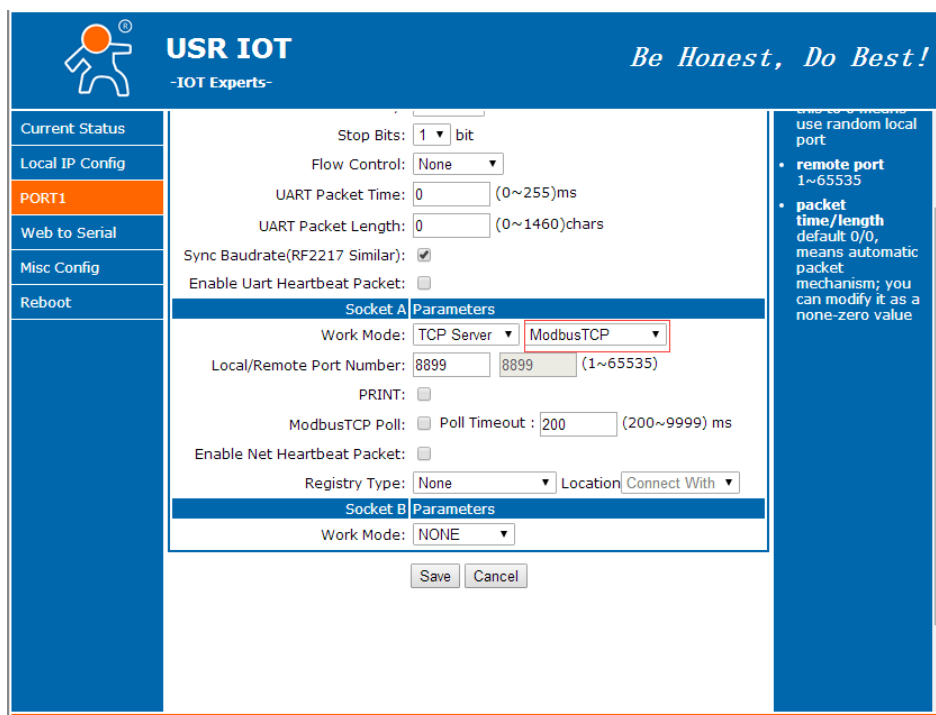 ®
USR IOT
-IOT Experts-
Be Honest, Do Best!
Current Status
Local IP Config
PORT1
Web to Serial
Misc Config
Reboot
Stop Bits: 1 bit
Flow Control: None
UART Packet Time: 0 (0~255)ms
UART Packet Length: 0 (0~1460)chars
Sync Baudrate(RF2217 Similar):
Enable Uart Heartbeat Packet:
Socket A Parameters
Work Mode: TCP Server ModbusTCP
Local/Remote Port Number: 8899 8899 (1~65535)
PRINT:
ModbusTCP Poll: Poll Timeout : 200 (200~9999) ms
Enable Net Heartbeat Packet:
Registry Type: None Location Connect With
Socket B Parameters
Work Mode: NONE
Save Cancel
use random local
port
remote port
1~65535
packet
time/length
default 0/0,
means automatic
packet
mechanism; you
can modify it as a
none-zero value